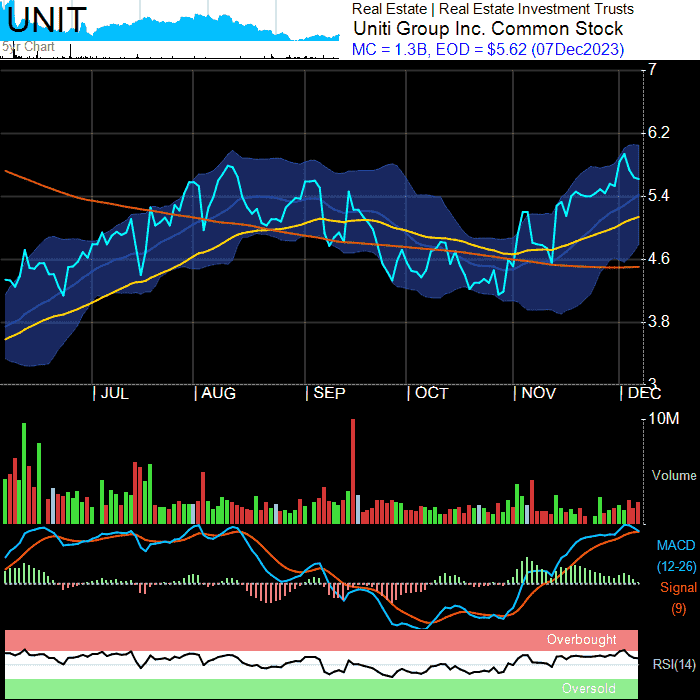 UNIT
5yr Chart
Real Estate | Real Estate Investment Trusts
Uniti Group Inc. Common Stock
MC = 1.3B, EOD = $5.62 (07Dec2023)
7
6.2
5.4
4.6
3.8
3
| JUL | AUG | SEP | OCT | NOV | DEC
10M
Volume
MACD
(12-26)
Signal
(9)
Overbought
RSI(14)
Oversold